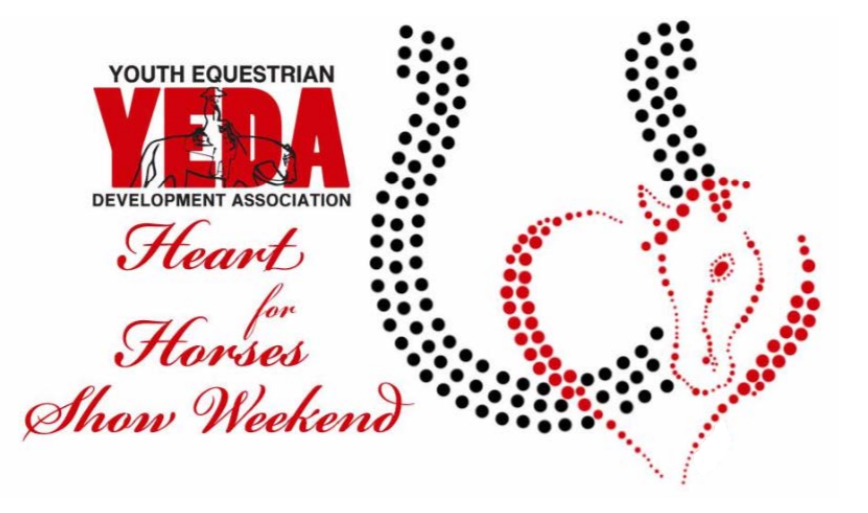 YOUTH EQUESTRIAN
YEDA
DEVELOPMENT ASSOCIATION
Heart
for
Horses
Show Weekend